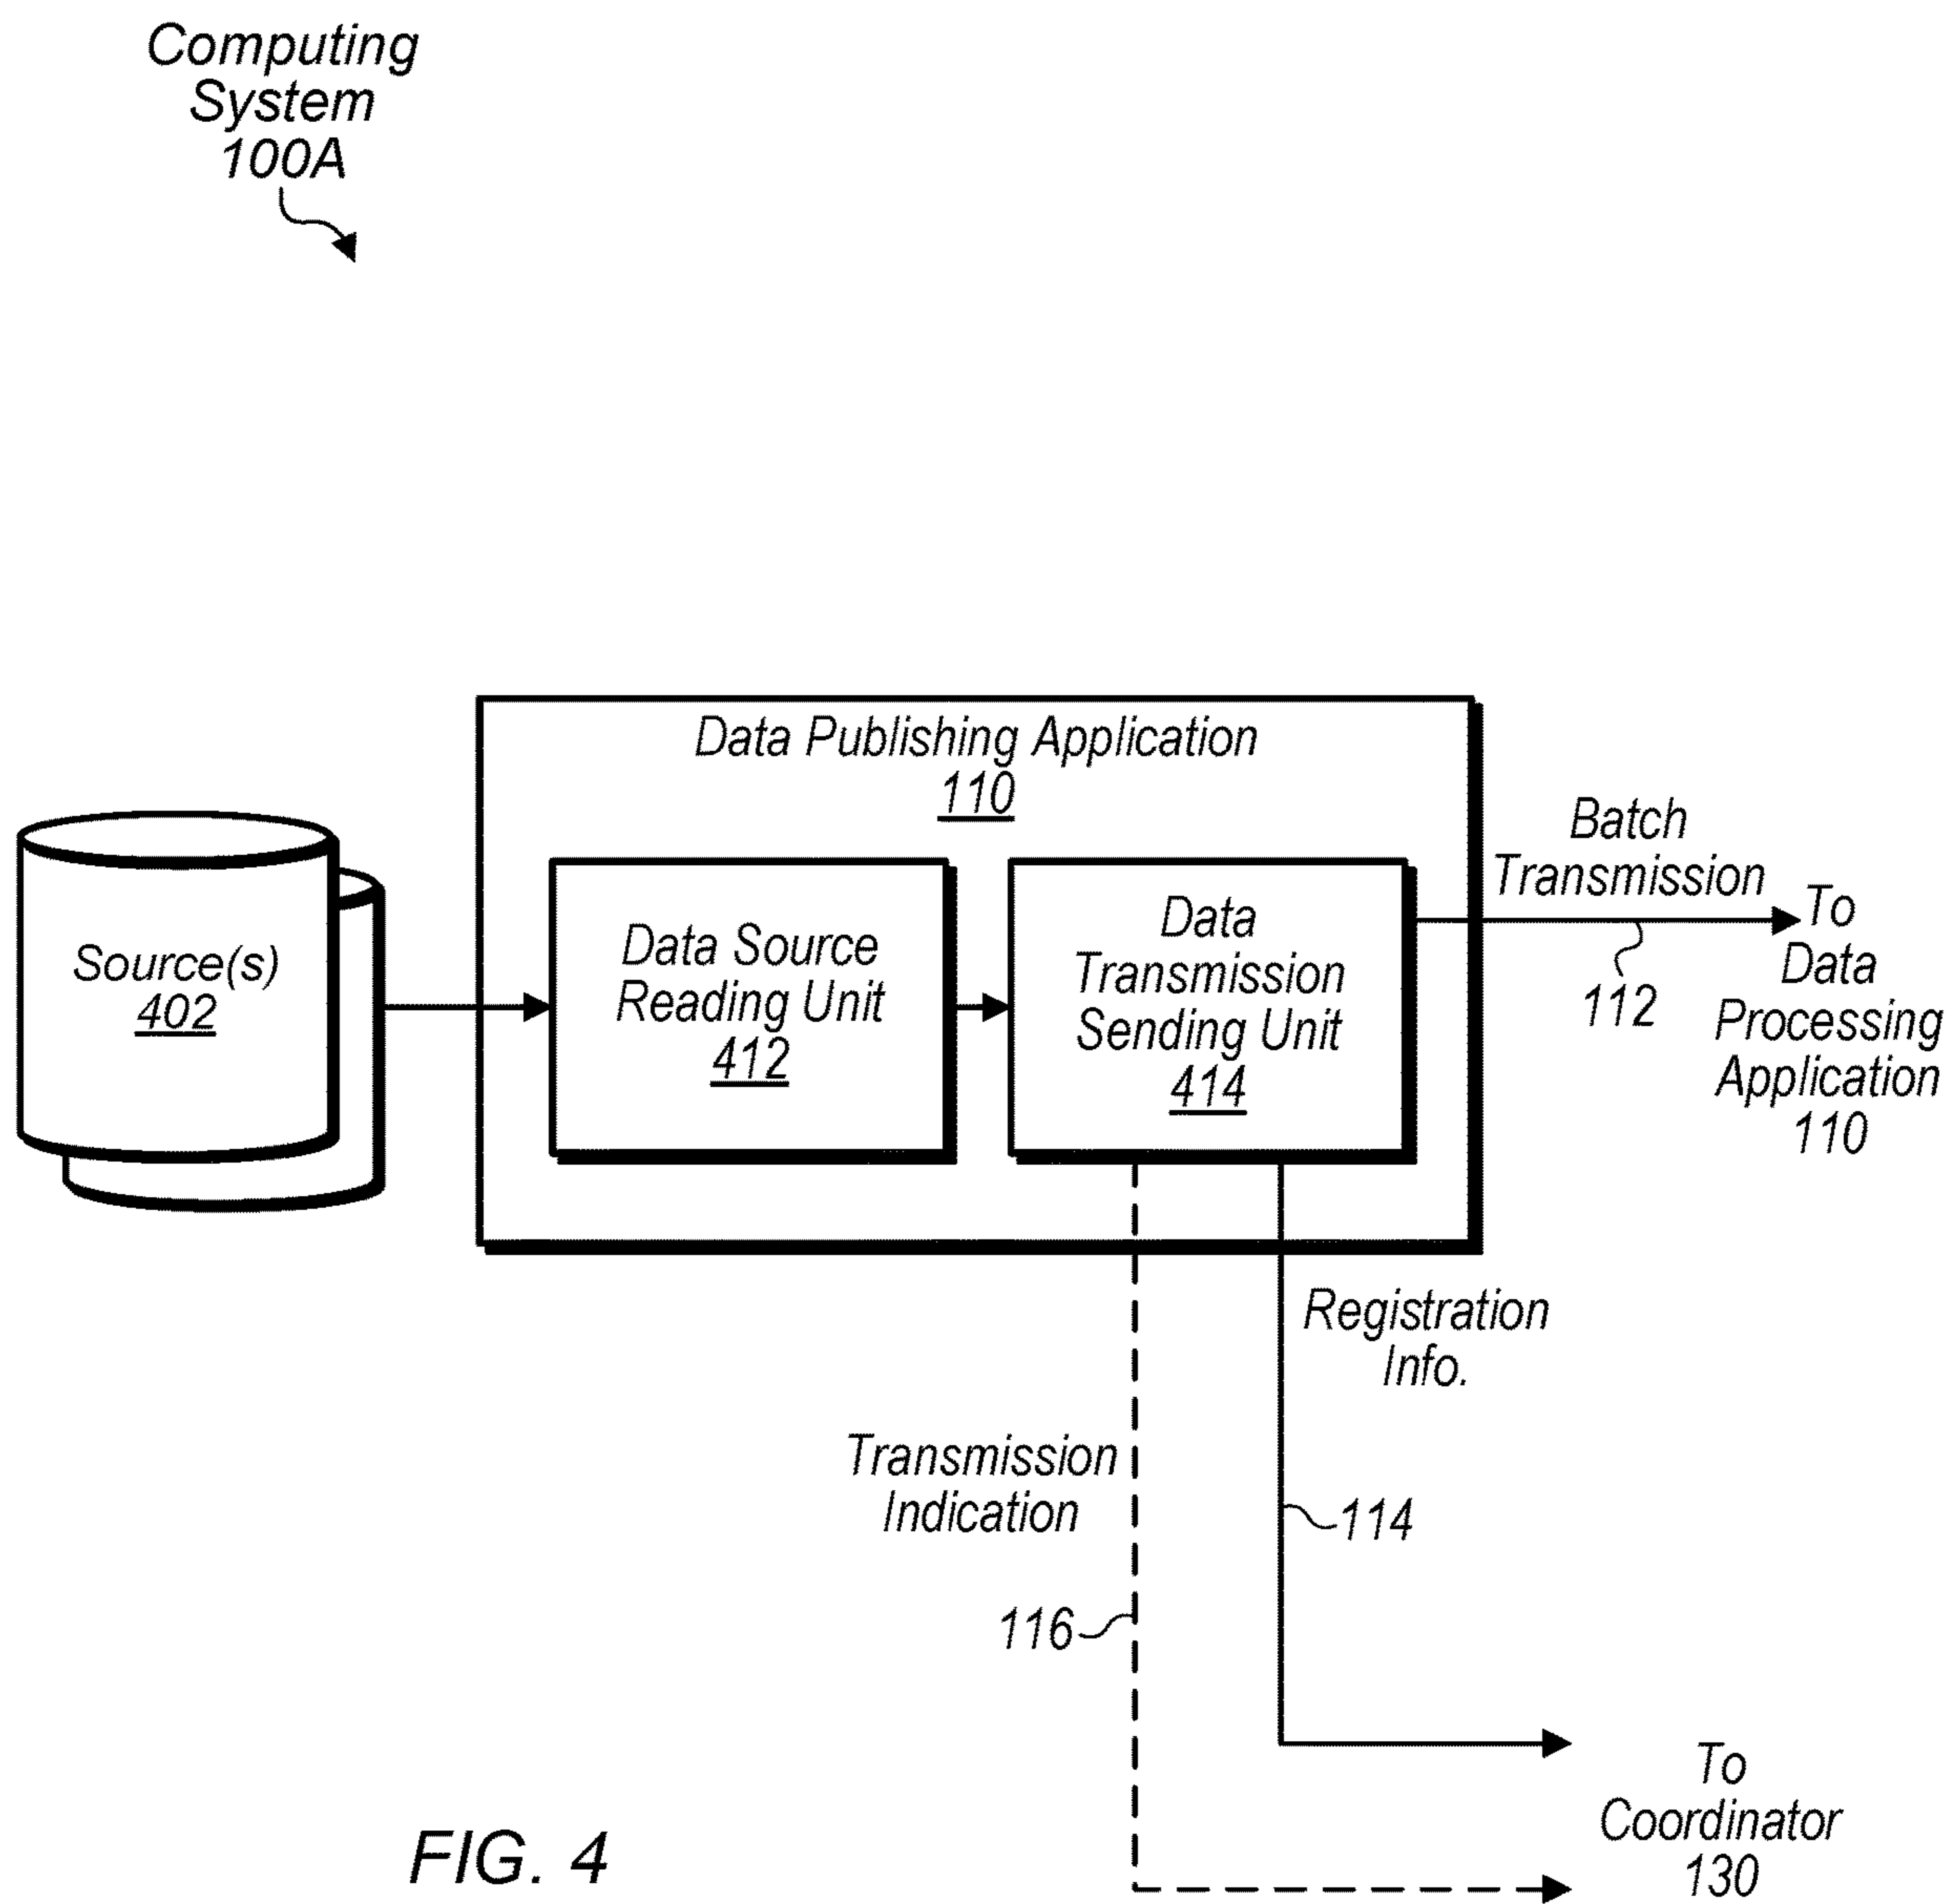 Computing
System
100A
Data Publishing Application
110
Source(s)
402
Data Source
Reading Unit
412
Data
Transmission
Sending Unit
414
Batch
Transmission
112
To
Data
Processing
Application
110
Registration
Info.
114
Transmission
Indication
116
To
Coordinator
130
FIG. 4